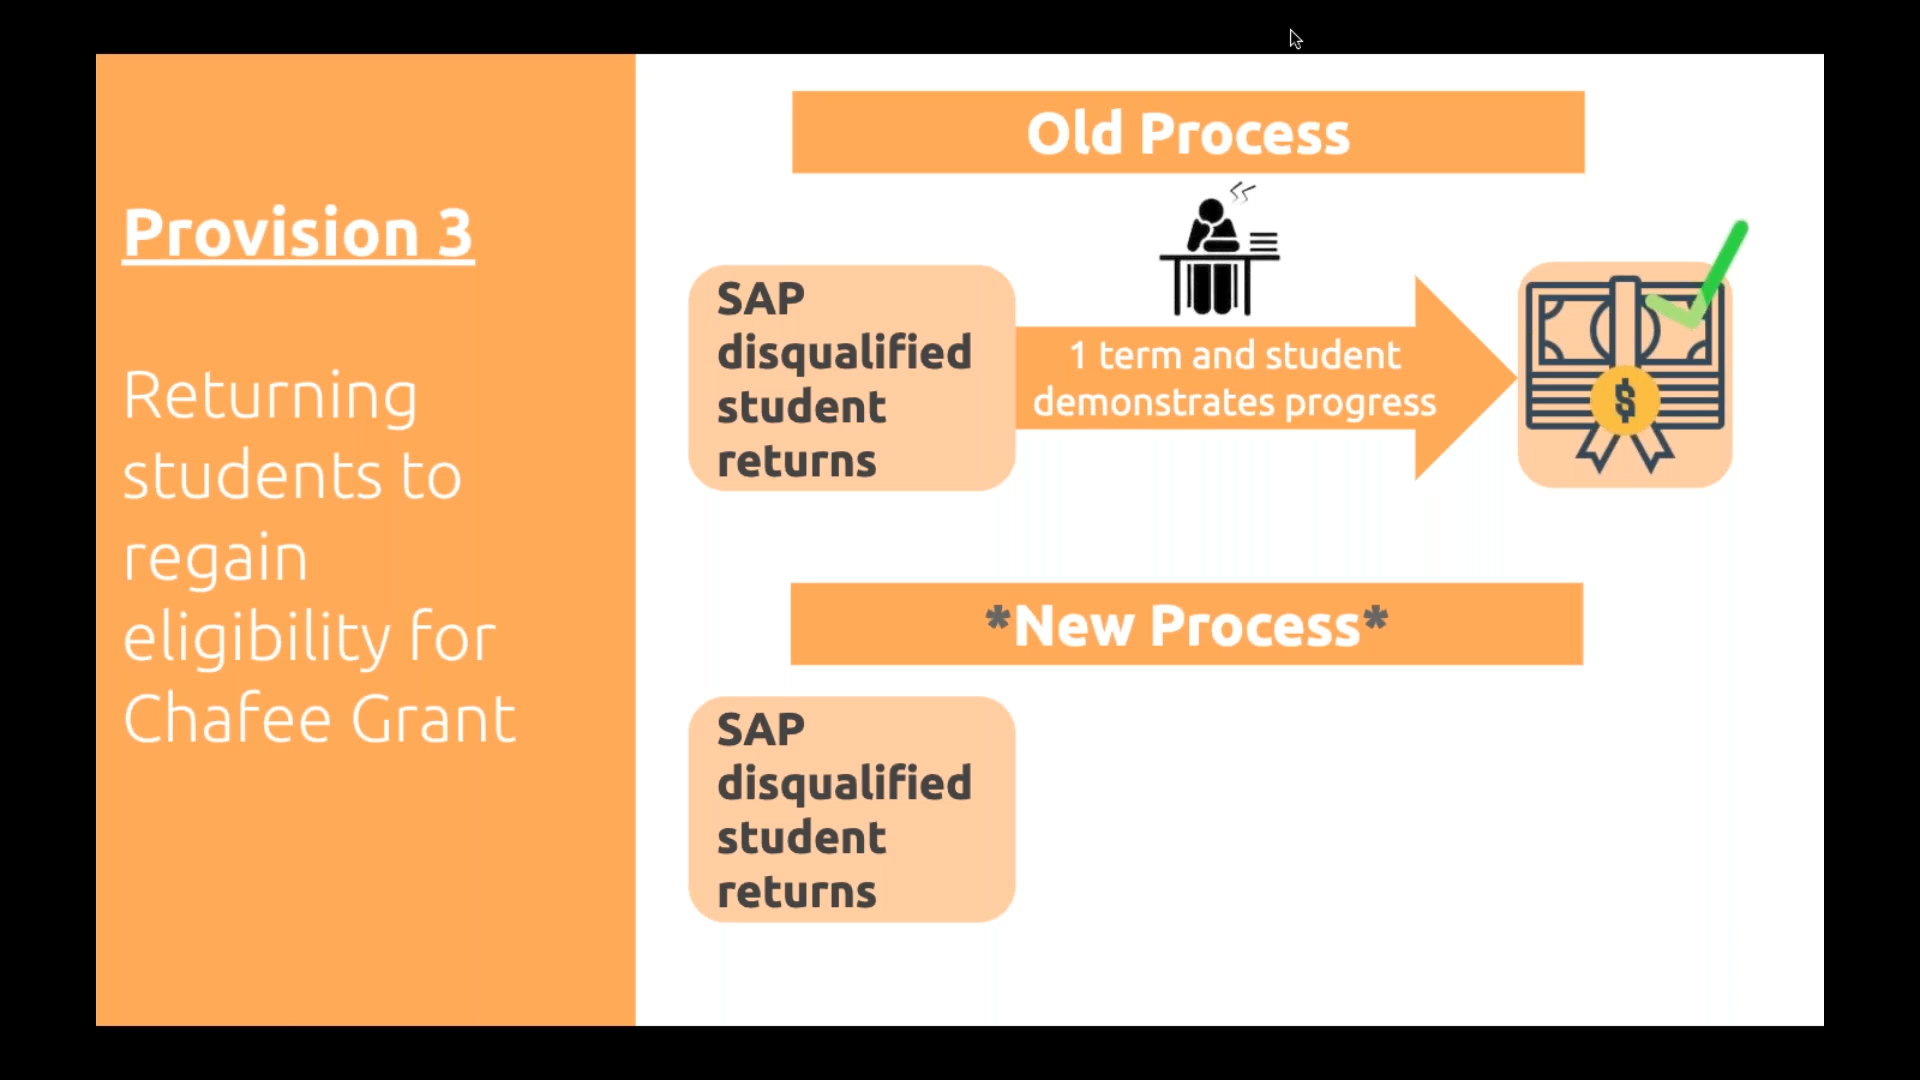 Provision 3
Returning
students to
regain
eligibility for
Chafee Grant
Old Process
SAP
disqualified
student
returns
1 term and student
demonstrates progress
$
*New Process*
SAP
disqualified
student
returns